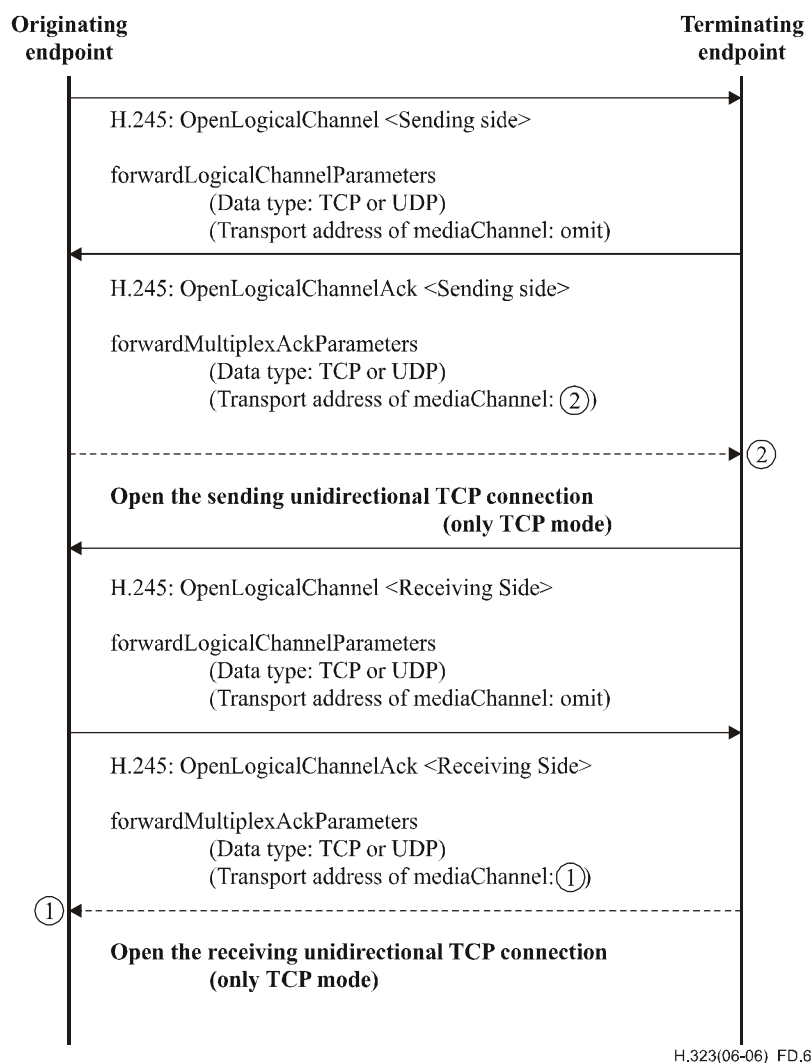 Originating
endpoint
Terminating
endpoint
H.245: OpenLogicalChannel <Sending side>
forwardLogicalChannelParameters
(Data type: TCP or UDP)
(Transport address of mediaChannel: omit)
H.245: OpenLogicalChannelAck <Sending side>
forwardMultiplexAckParameters
(Data type: TCP or UDP)
(Transport address of mediaChannel: 2)
2
Open the sending unidirectional TCP connection
(only TCP mode)
H.245: OpenLogicalChannel <Receiving Side>
forwardLogicalChannelParameters
(Data type: TCP or UDP)
(Transport address of mediaChannel: omit)
H.245: OpenLogicalChannelAck <Receiving Side>
forwardMultiplexAckParameters
(Data type: TCP or UDP)
(Transport address of mediaChannel:1)
1
Open the receiving unidirectional TCP connection
(only TCP mode)
H.323(06-06)_FD.6